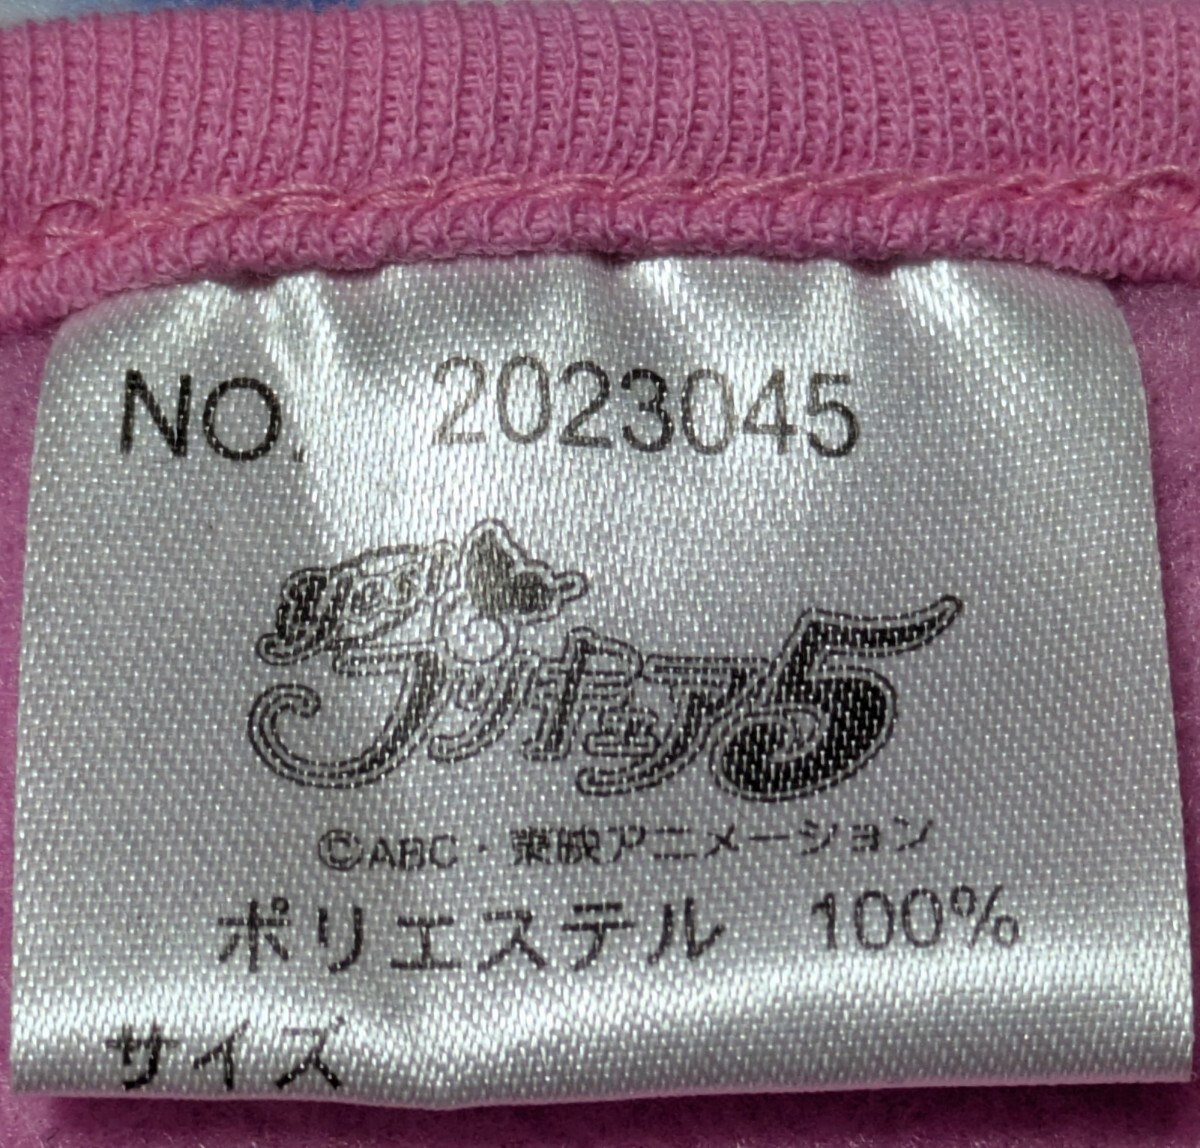 NO. 2023045
Yes!
プリキュア5
©ABC・東映アニメーション
ポリエステル 100%
サイズ